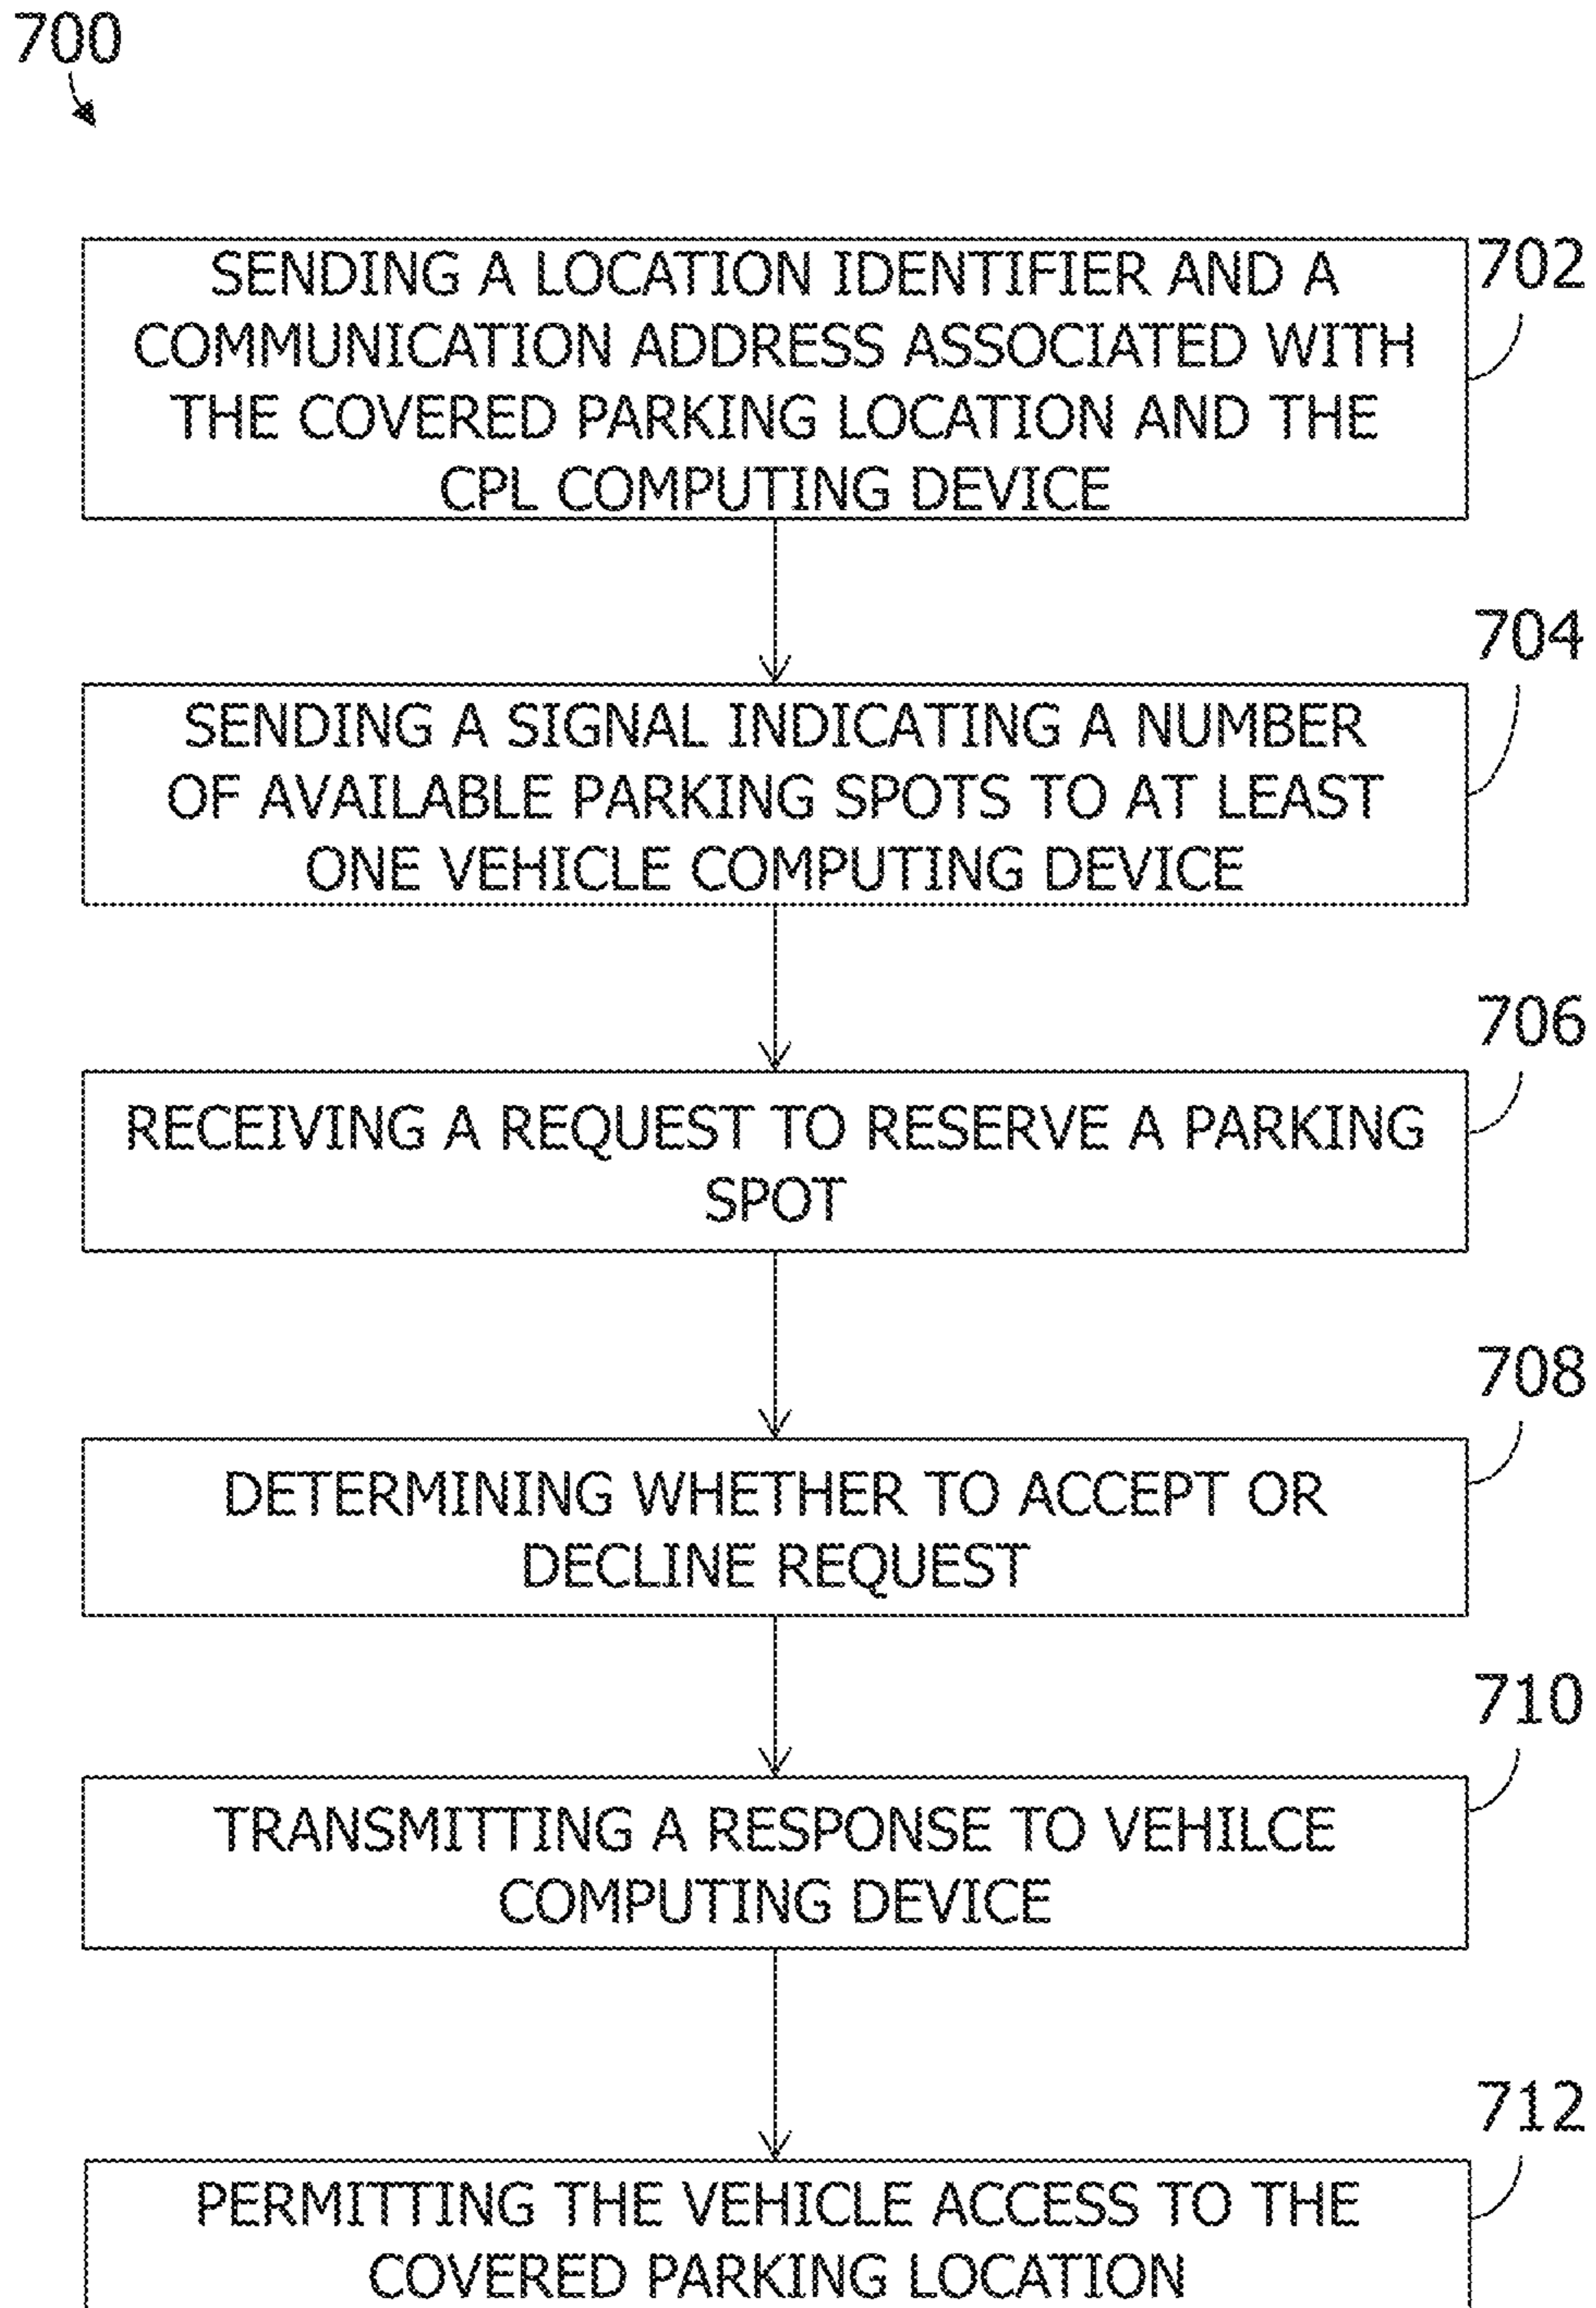 700
SENDING A LOCATION IDENTIFIER AND A
COMMUNICATION ADDRESS ASSOCIATED WITH
THE COVERED PARKING LOCATION AND THE
CPL COMPUTING DEVICE
702
SENDING A SIGNAL INDICATING A NUMBER
OF AVAILABLE PARKING SPOTS TO AT LEAST
ONE VEHICLE COMPUTING DEVICE
704
RECEIVING A REQUEST TO RESERVE A PARKING
SPOT
706
DETERMINING WHETHER TO ACCEPT OR
DECLINE REQUEST
708
TRANSMITTING A RESPONSE TO VEHILCE
COMPUTING DEVICE
710
PERMITTING THE VEHICLE ACCESS TO THE
COVERED PARKING LOCATION
712